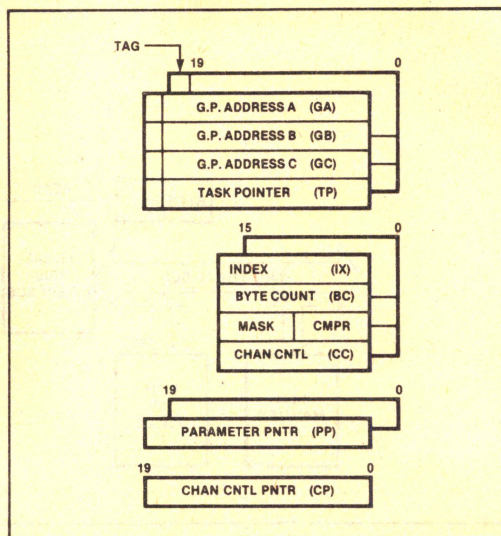 TAG
19 0
G.P. ADDRESS A (GA)
G.P. ADDRESS B (GB)
G.P. ADDRESS C (GC)
TASK POINTER (TP)
15 0
INDEX (IX)
BYTE COUNT (BC)
MASK CMPR
CHAN CNTL (CC)
19 0
PARAMETER PNTR (PP)
19 0
CHAN CNTL PNTR (CP)